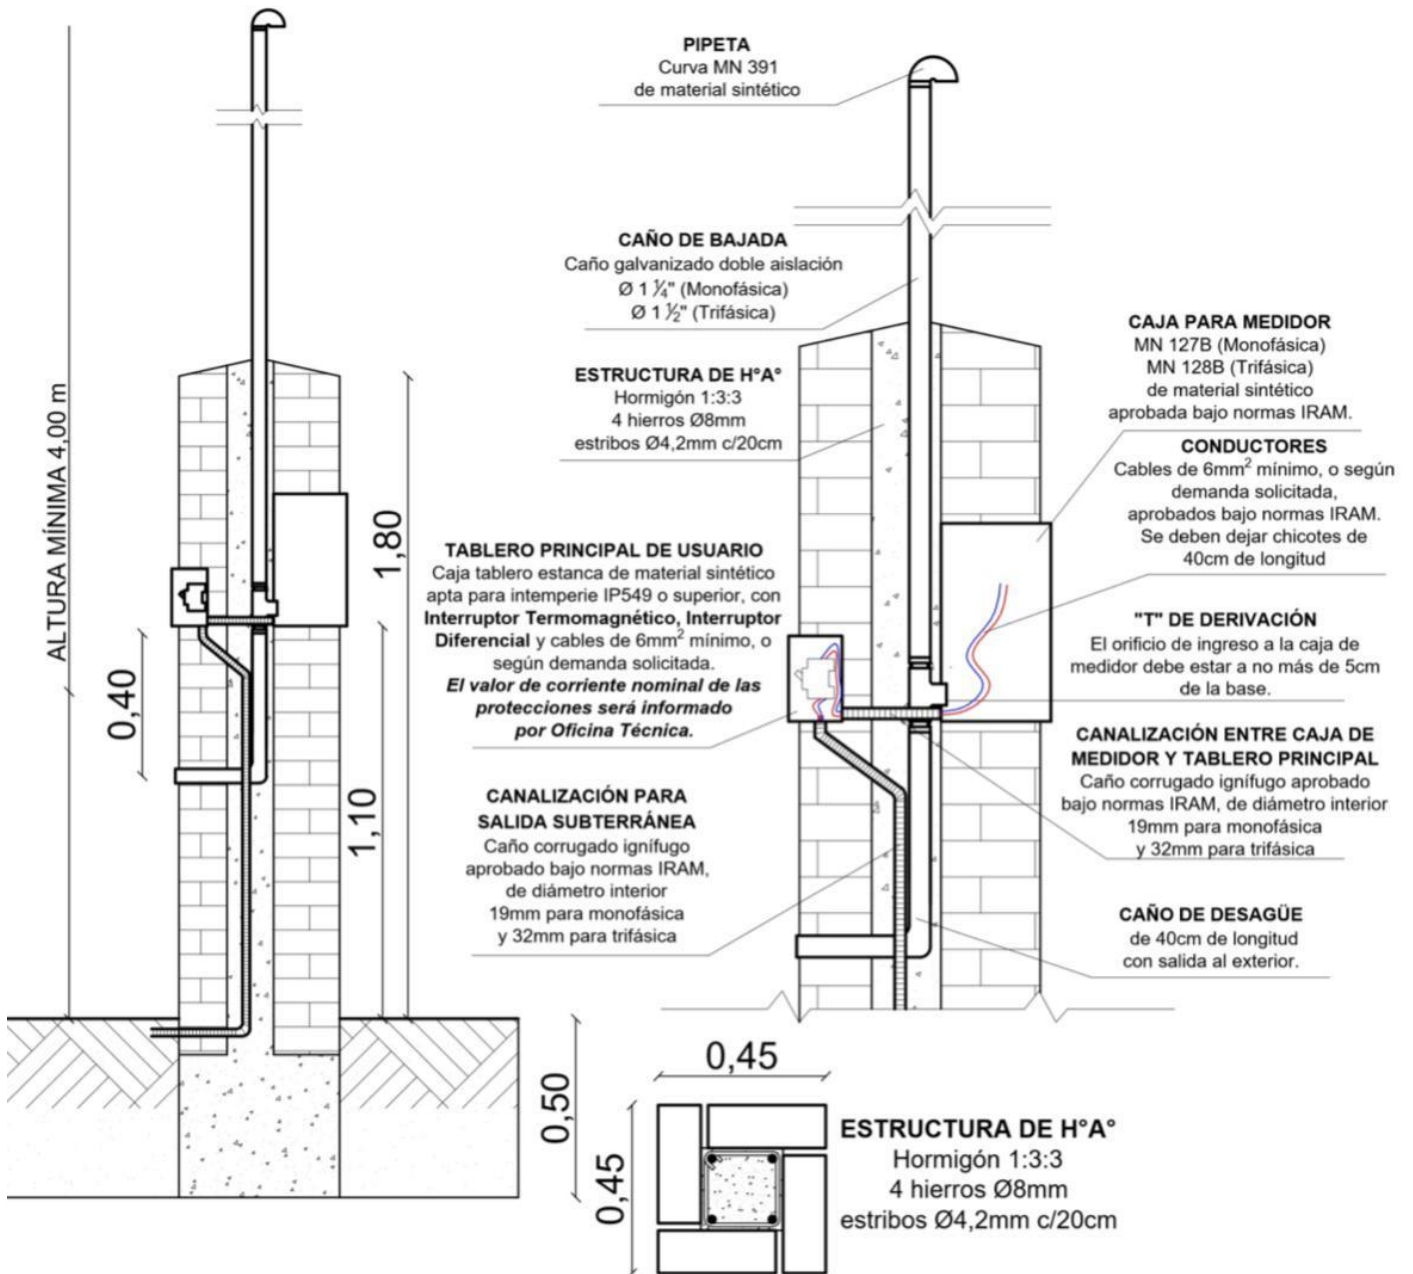 ALTURA MÍNIMA 4,00 m
0,40
1,80
1,10
0,50
PIPETA
Curva MN 391
de material sintético
CAÑO DE BAJADA
Caño galvanizado doble aislación
Ø 1 ¼" (Monofásica)
Ø 1 ½" (Trifásica)
ESTRUCTURA DE H°A°
Hormigón 1:3:3
4 hierros Ø8mm
estribos Ø4,2mm c/20cm
TABLERO PRINCIPAL DE USUARIO
Caja tablero estanca de material sintético
apta para intemperie IP549 o superior, con
Interruptor Termomagnético, Interruptor
Diferencial y cables de 6mm² mínimo, o
según demanda solicitada.
El valor de corriente nominal de las
protecciones será informado
por Oficina Técnica.
CANALIZACIÓN PARA
SALIDA SUBTERRÁNEA
Caño corrugado ignífugo
aprobado bajo normas IRAM,
de diámetro interior
19mm para monofásica
y 32mm para trifásica
CAJA PARA MEDIDOR
MN 127B (Monofásica)
MN 128B (Trifásica)
de material sintético
aprobada bajo normas IRAM.
CONDUCTORES
Cables de 6mm² mínimo, o según
demanda solicitada,
aprobados bajo normas IRAM.
Se deben dejar chicotes de
40cm de longitud
"T" DE DERIVACIÓN
El orificio de ingreso a la caja de
medidor debe estar a no más de 5cm
de la base.
CANALIZACIÓN ENTRE CAJA DE
MEDIDOR Y TABLERO PRINCIPAL
Caño corrugado ignífugo aprobado
bajo normas IRAM, de diámetro interior
19mm para monofásica
y 32mm para trifásica
CAÑO DE DESAGÜE
de 40cm de longitud
con salida al exterior.
0,45
0,45
ESTRUCTURA DE H°A°
Hormigón 1:3:3
4 hierros Ø8mm
estribos Ø4,2mm c/20cm